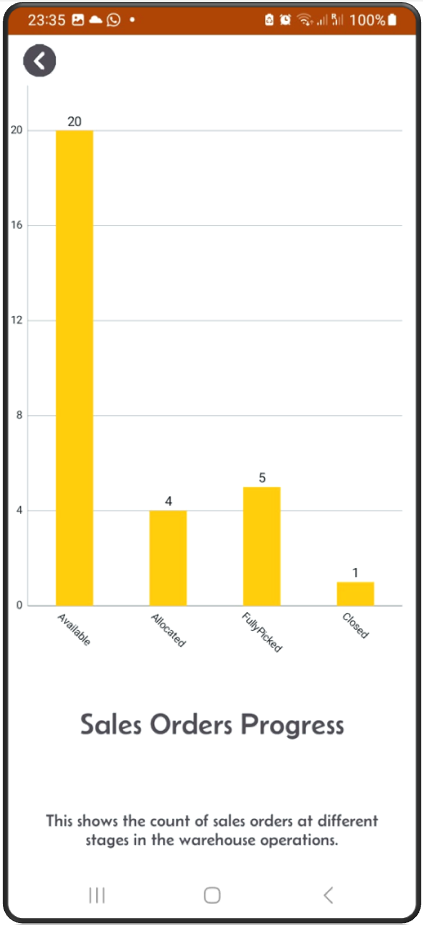 23:35
100%
20
20
16
12
8
5
4
4
1
0
Available
Allocated
FullyPicked
Closed
Sales Orders Progress
This shows the count of sales orders at different
stages in the warehouse operations.